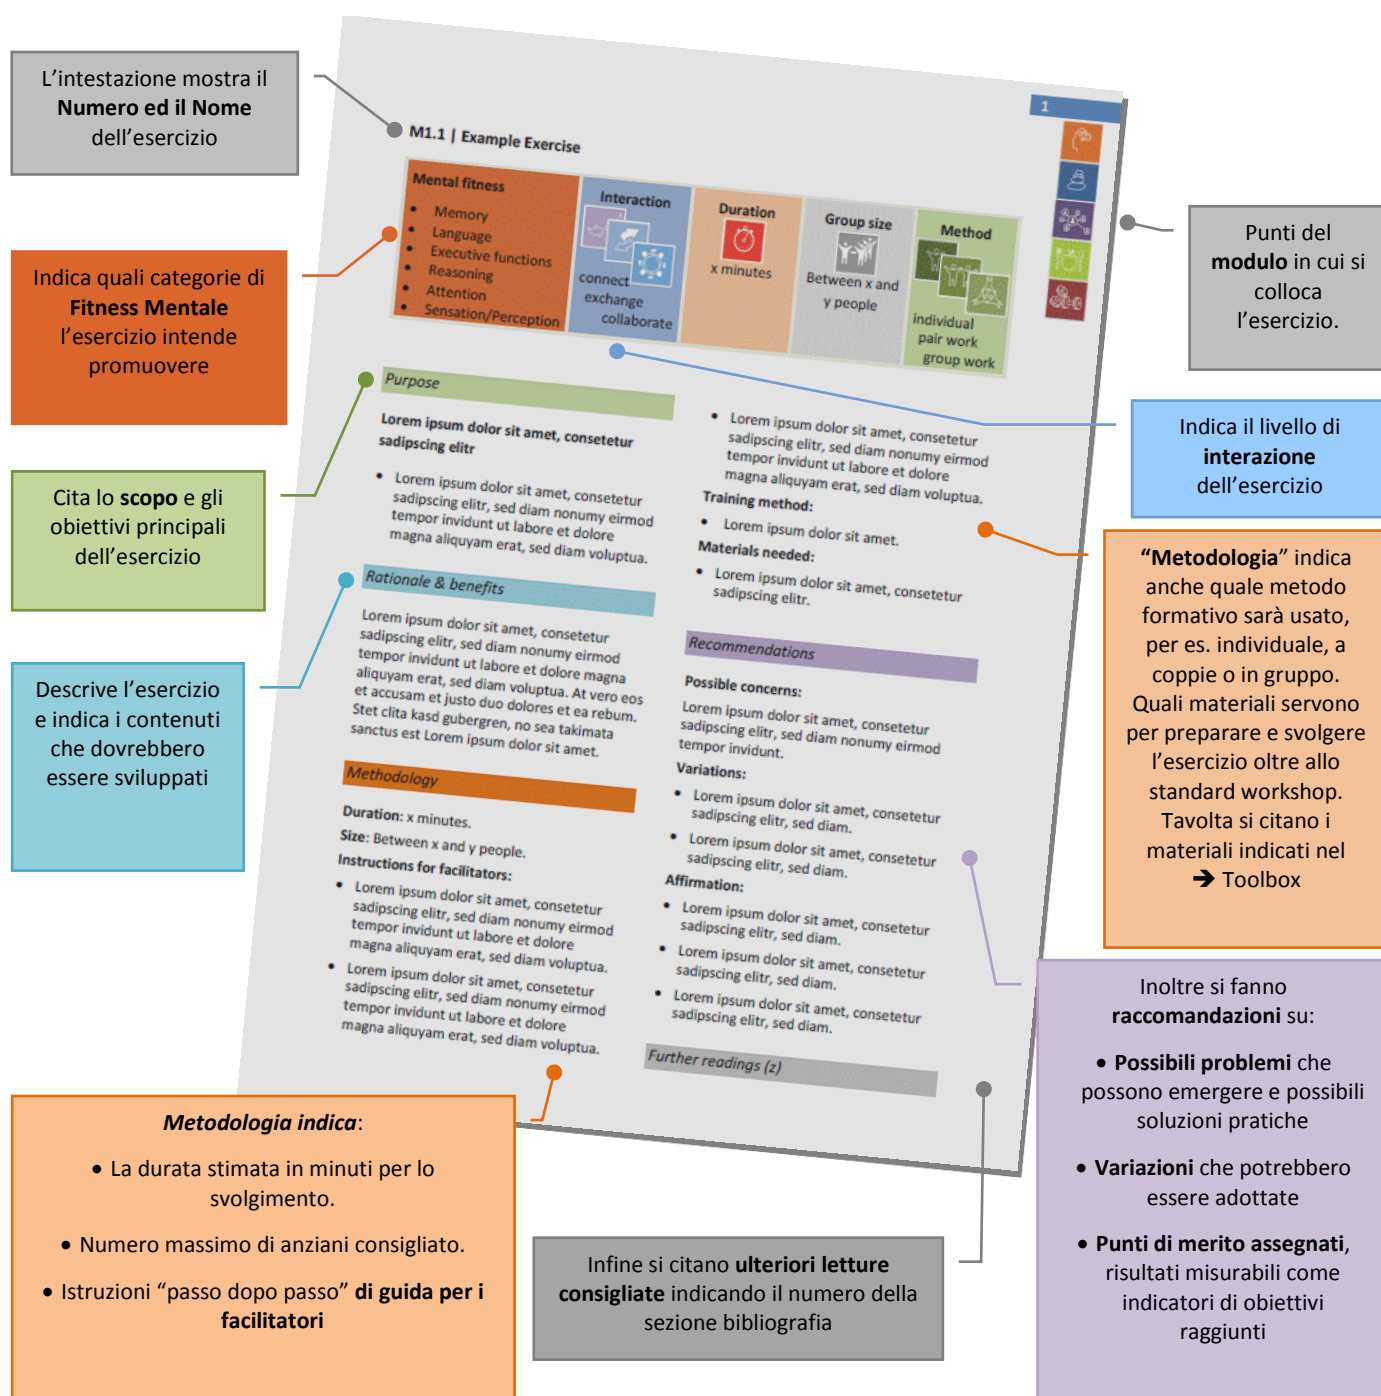 L'intestazione mostra il
Numero ed il Nome
dell'esercizio
Indica quali categorie di
Fitness Mentale
l'esercizio intende
promuovere
Cita lo scopo e gli
obiettivi principali
dell'esercizio
Descrive l'esercizio
e indica i contenuti
che dovrebbero
essere sviluppati
1
M1.1 | Example Exercise
Mental fitness
• Memory
• Language
• Executive functions
• Reasoning
• Attention
• Sensation/Perception
Interaction
connect
exchange
collaborate
Duration
x minutes
Group size
Between x and
y people
Method
individual
pair work
group work
Purpose
Lorem ipsum dolor sit amet, consetetur
sadipscing elitr
• Lorem ipsum dolor sit amet, consetetur
sadipscing elitr, sed diam nonumy eirmod
tempor invidunt ut labore et dolore
magna aliquyam erat, sed diam voluptua.
Rationale & benefits
Lorem ipsum dolor sit amet, consetetur
sadipscing elitr, sed diam nonumy eirmod
tempor invidunt ut labore et dolore magna
aliquyam erat, sed diam voluptua. At vero eos
et accusam et justo duo dolores et ea rebum.
Stet clita kasd gubergren, no sea takimata
sanctus est Lorem ipsum dolor sit amet.
Methodology
Duration: x minutes.
Size: Between x and y people.
Instructions for facilitators:
• Lorem ipsum dolor sit amet, consetetur
sadipscing elitr, sed diam nonumy eirmod
tempor invidunt ut labore et dolore
magna aliquyam erat, sed diam voluptua.
• Lorem ipsum dolor sit amet, consetetur
sadipscing elitr, sed diam nonumy eirmod
tempor invidunt ut labore et dolore
magna aliquyam erat, sed diam voluptua.
• Lorem ipsum dolor sit amet, consetetur
sadipscing elitr, sed diam nonumy eirmod
tempor invidunt ut labore et dolore
magna aliquyam erat, sed diam voluptua.
Training method:
• Lorem ipsum dolor sit amet.
Materials needed:
• Lorem ipsum dolor sit amet, consetetur
sadipscing elitr.
Recommendations
Possible concerns:
Lorem ipsum dolor sit amet, consetetur
sadipscing elitr, sed diam nonumy eirmod
tempor invidunt.
Variations:
• Lorem ipsum dolor sit amet, consetetur
sadipscing elitr, sed diam.
• Lorem ipsum dolor sit amet, consetetur
sadipscing elitr, sed diam.
Affirmation:
• Lorem ipsum dolor sit amet, consetetur
sadipscing elitr, sed diam.
• Lorem ipsum dolor sit amet, consetetur
sadipscing elitr, sed diam.
• Lorem ipsum dolor sit amet, consetetur
sadipscing elitr, sed diam.
Further readings (z)
Punti del
modulo in cui si
colloca
l'esercizio.
Indica il livello di
interazione
dell'esercizio
“Metodologia” indica
anche quale metodo
formativo sarà usato,
per es. individuale, a
coppie o in gruppo.
Quali materiali servono
per preparare e svolgere
l'esercizio oltre allo
standard workshop.
Tavolta si citano i
materiali indicati nel
➔ Toolbox
Inoltre si fanno
raccomandazioni su:
• Possibili problemi che
possono emergere e possibili
soluzioni pratiche
• Variazioni che potrebbero
essere adottate
• Punti di merito assegnati,
risultati misurabili come
indicatori di obiettivi
raggiunti
Metodologia indica:
• La durata stimata in minuti per lo
svolgimento.
• Numero massimo di anziani consigliato.
• Istruzioni “passo dopo passo” di guida per i
facilitatori
Infine si citano ulteriori letture
consigliate indicando il numero della
sezione bibliografia